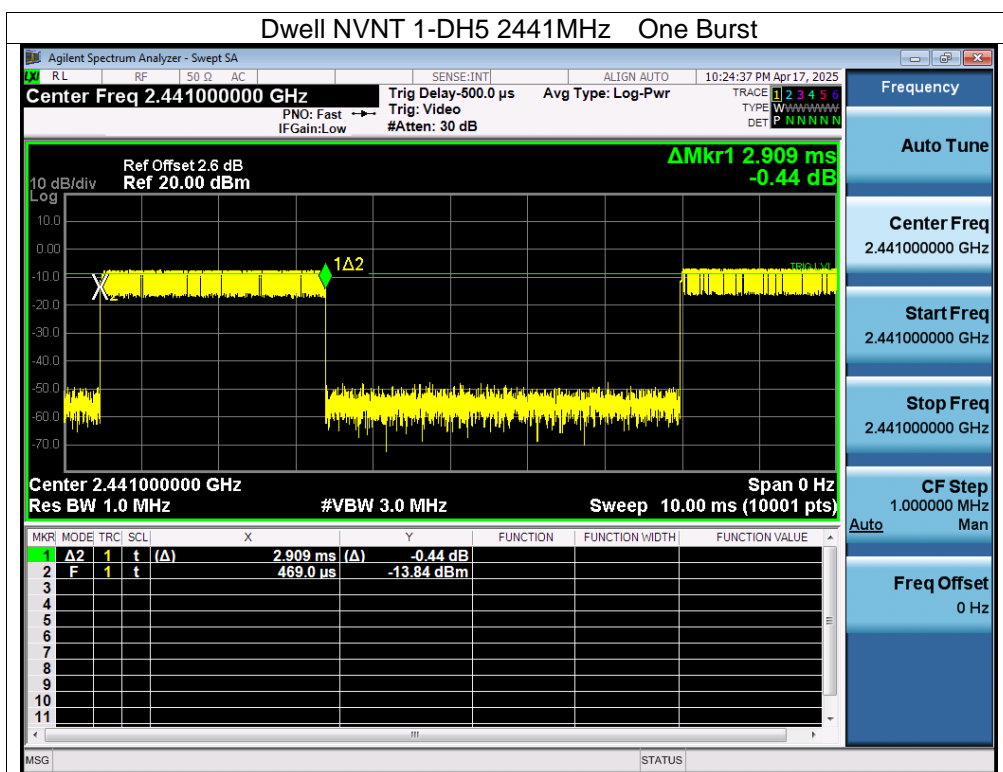 Dwell NVNT 1-DH5 2441MHz One Burst
Agilent Spectrum Analyzer - Swept SA
LXI RL RF 50 Ω AC SENSE:INT ALIGN AUTO 10:24:37 PM Apr 17, 2025
Center Freq 2.441000000 GHz Trig Delay-500.0 µs Avg Type: Log-Pwr TRACE 1 2 3 4 5 6
PNO: Fast Trig: Video TYPE WWWWWW
IFGain:Low #Atten: 30 dB DET P N N N N N
Frequency
Auto Tune
Center Freq
2.441000000 GHz
Start Freq
2.441000000 GHz
Stop Freq
2.441000000 GHz
CF Step
1.000000 MHz
Auto Man
Freq Offset
0 Hz
ΔMkr1 2.909 ms
-0.44 dB
Ref Offset 2.6 dB
10 dB/div Ref 20.00 dBm
Log
10.0
0.00
-10.0
-20.0
-30.0
-40.0
-50.0
-60.0
-70.0
1Δ2
TRIG LVL
X2
Center 2.441000000 GHz Span 0 Hz
Res BW 1.0 MHz #VBW 3.0 MHz Sweep 10.00 ms (10001 pts)
MKR MODE TRC SCL X Y FUNCTION FUNCTION WIDTH FUNCTION VALUE
1 Δ2 1 t (Δ) 2.909 ms (Δ) -0.44 dB
2 F 1 t 469.0 µs -13.84 dBm
3
4
5
6
7
8
9
10
11
MSG STATUS